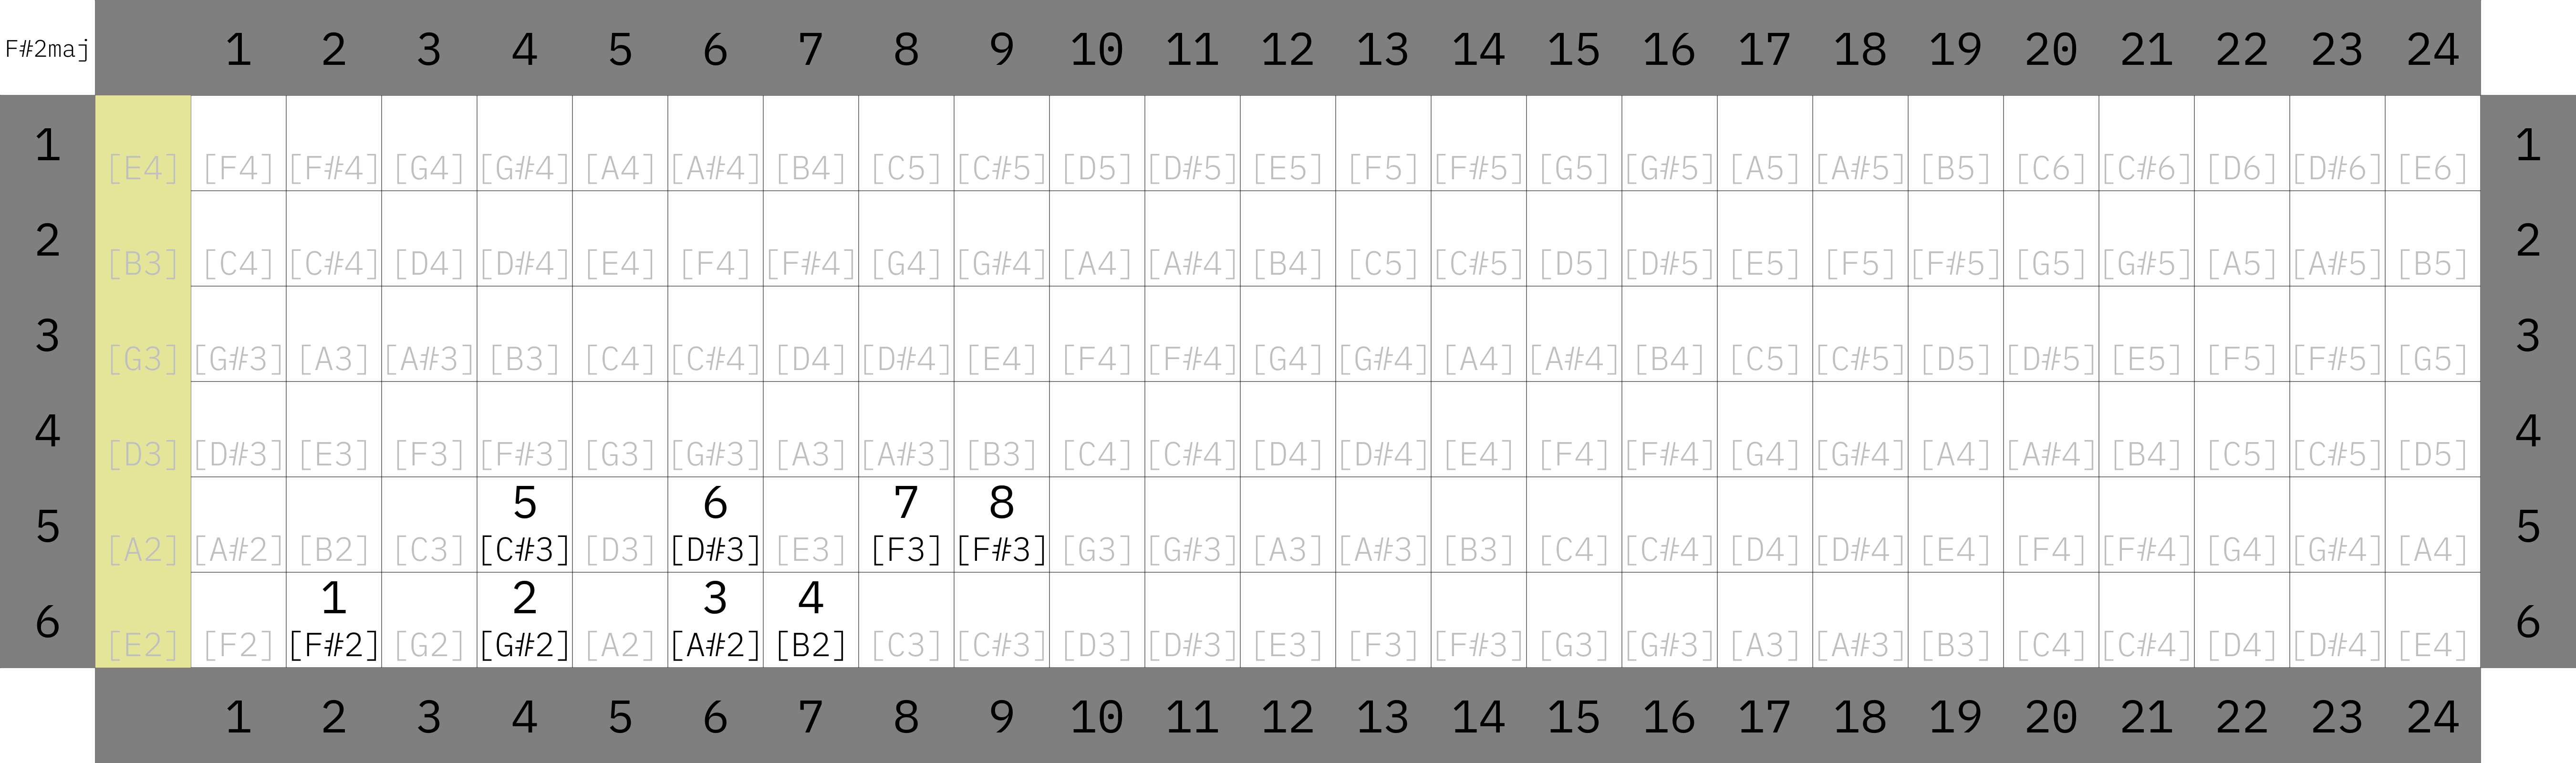 F#2maj 1 2 3 4 5 6 7 8 9 10 11 12 13 14 15 16 17 18 19 20 21 22 23 24
1 [E4] [F4] [F#4] [G4] [G#4] [A4] [A#4] [B4] [C5] [C#5] [D5] [D#5] [E5] [F5] [F#5] [G5] [G#5] [A5] [A#5] [B5] [C6] [C#6] [D6] [D#6] [E6] 1
2 [B3] [C4] [C#4] [D4] [D#4] [E4] [F4] [F#4] [G4] [G#4] [A4] [A#4] [B4] [C5] [C#5] [D5] [D#5] [E5] [F5] [F#5] [G5] [G#5] [A5] [A#5] [B5] 2
3 [G3] [G#3] [A3] [A#3] [B3] [C4] [C#4] [D4] [D#4] [E4] [F4] [F#4] [G4] [G#4] [A4] [A#4] [B4] [C5] [C#5] [D5] [D#5] [E5] [F5] [F#5] [G5] 3
4 [D3] [D#3] [E3] [F3] [F#3] [G3] [G#3] [A3] [A#3] [B3] [C4] [C#4] [D4] [D#4] [E4] [F4] [F#4] [G4] [G#4] [A4] [A#4] [B4] [C5] [C#5] [D5] 4
5 6 7 8
5 [A2] [A#2] [B2] [C3] [C#3] [D3] [D#3] [E3] [F3] [F#3] [G3] [G#3] [A3] [A#3] [B3] [C4] [C#4] [D4] [D#4] [E4] [F4] [F#4] [G4] [G#4] [A4] 5
1 2 3 4
6 [E2] [F2] [F#2] [G2] [G#2] [A2] [A#2] [B2] [C3] [C#3] [D3] [D#3] [E3] [F3] [F#3] [G3] [G#3] [A3] [A#3] [B3] [C4] [C#4] [D4] [D#4] [E4] 6
1 2 3 4 5 6 7 8 9 10 11 12 13 14 15 16 17 18 19 20 21 22 23 24